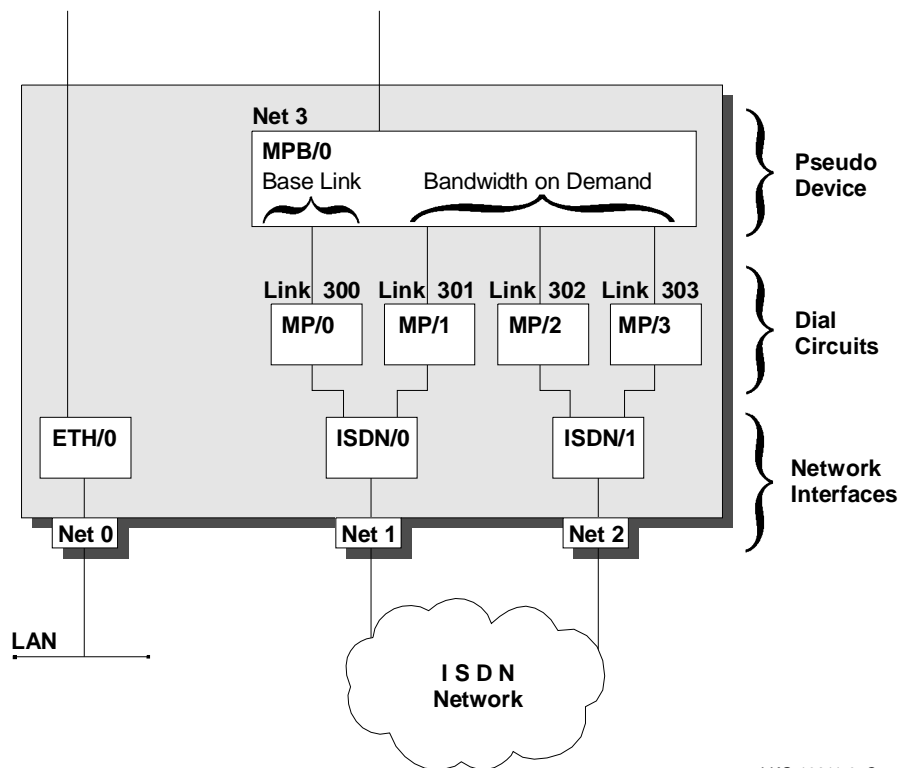 Net 3
MPB/0
Base Link
Bandwidth on Demand
Pseudo
Device
Link 300
Link 301
Link 302
Link 303
MP/0
MP/1
MP/2
MP/3
Dial
Circuits
ETH/0
ISDN/0
ISDN/1
Network
Interfaces
Net 0
Net 1
Net 2
LAN
I S D N
Network